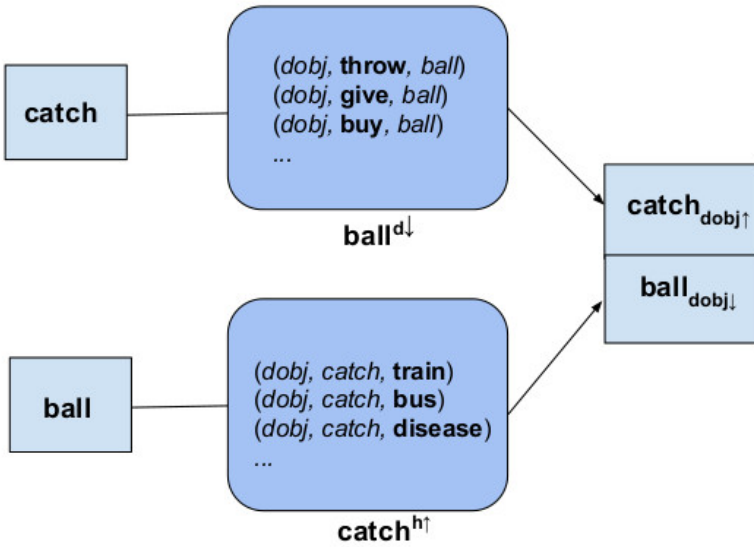 catch
(dobj, throw, ball)
(dobj, give, ball)
(dobj, buy, ball)
...
ball^d↓
catch_dobj↑
ball_dobj↓
ball
(dobj, catch, train)
(dobj, catch, bus)
(dobj, catch, disease)
...
catch^h↑